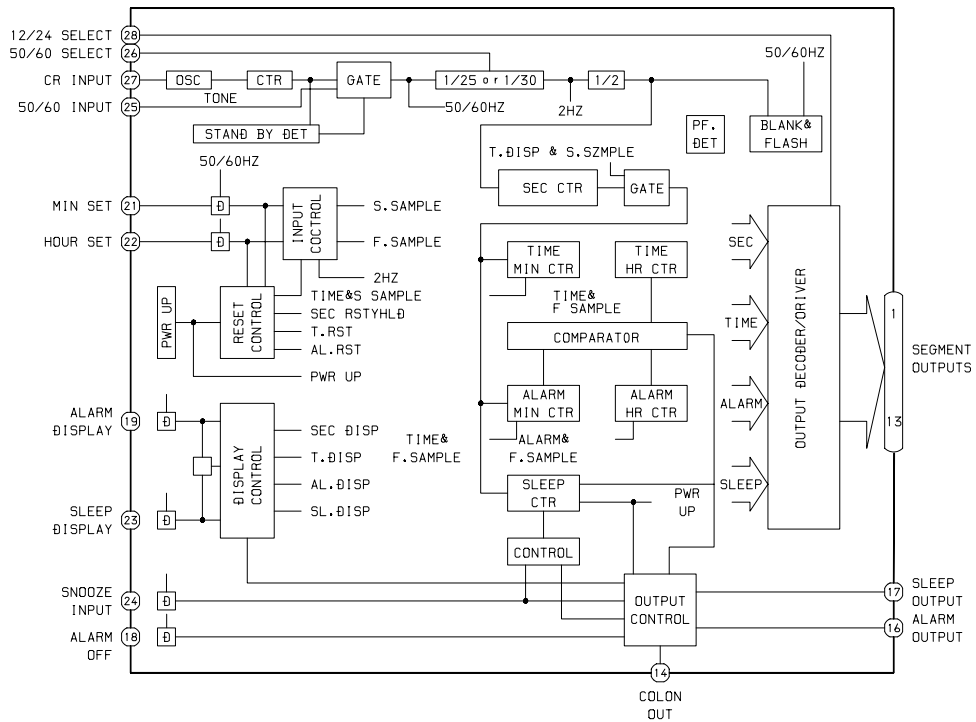 12/24 SELECT 28
50/60 SELECT 26
50/60HZ
CR INPUT 27 OSC CTR GATE 1/25 or 1/30 1/2
TONE
50/60 INPUT 25
50/60HZ
2HZ
STAND BY ĐET
PF.
ĐET
BLANK&
FLASH
50/60HZ
T.ĐISP & S.SZMPLE
SEC CTR
GATE
MIN SET 21 Đ
HOUR SET 22 Đ
INPUT
COCTROL
S.SAMPLE
F.SAMPLE
2HZ
PWR UP
RESET
CONTROL
TIME&S SAMPLE
SEC RSTYHLĐ
T.RST
AL.RST
PWR UP
TIME
MIN CTR
TIME
HR CTR
TIME&
F SAMPLE
COMPARATOR
ALARM
MIN CTR
ALARM
HR CTR
TIME&
F.SAMPLE
ALARM&
F.SAMPLE
SEC
TIME
ALARM
SLEEP
OUTPUT ĐECOĐER/ORIVER
1
13
SEGMENT
OUTPUTS
ALARM
ĐISPLAY
19 Đ
SLEEP
ĐISPLAY
23 Đ
ĐISPLAY
CONTROL
SEC ĐISP
T.ĐISP
AL.ĐISP
SL.ĐISP
SLEEP
CTR
PWR
UP
CONTROL
SNOOZE
INPUT
24 Đ
ALARM
OFF
18 Đ
OUTPUT
CONTROL
17 SLEEP
OUTPUT
16 ALARM
OUTPUT
14
COLON
OUT